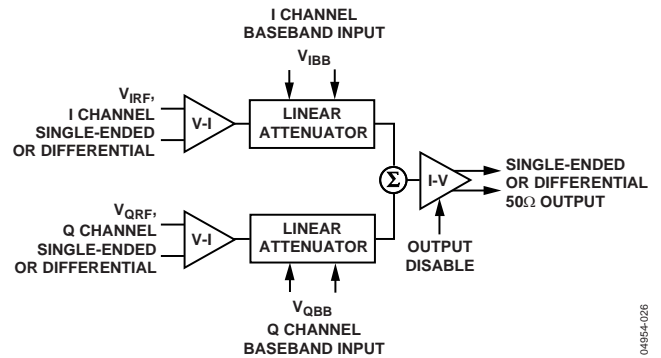 I CHANNEL
BASEBAND INPUT
VIBB
VIRF,
I CHANNEL
SINGLE-ENDED
OR DIFFERENTIAL
V-I
LINEAR
ATTENUATOR
Σ
I-V
SINGLE-ENDED
OR DIFFERENTIAL
50Ω OUTPUT
OUTPUT
DISABLE
VQRF,
Q CHANNEL
SINGLE-ENDED
OR DIFFERENTIAL
V-I
LINEAR
ATTENUATOR
VQBB
Q CHANNEL
BASEBAND INPUT
04954-026